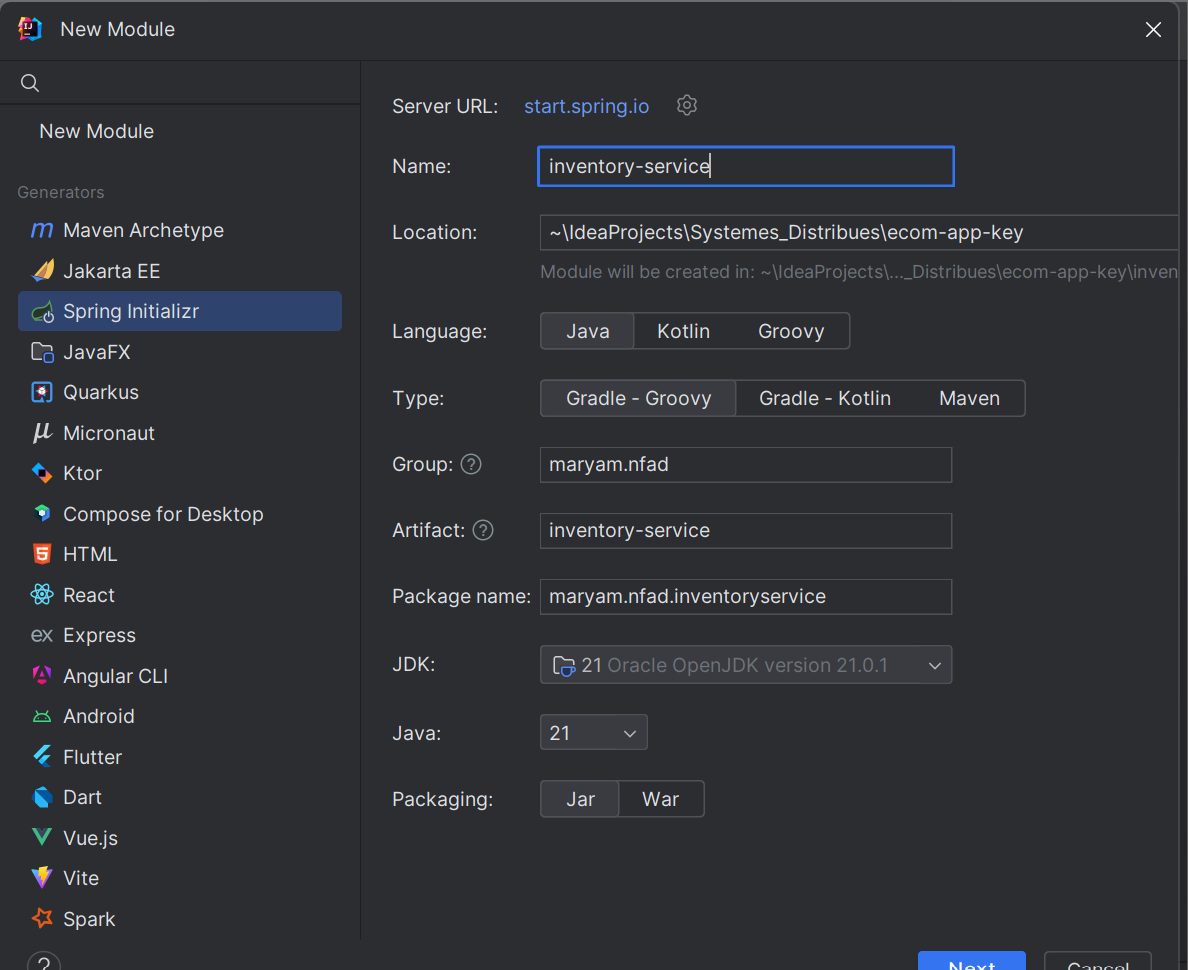 New Module
New Module
Generators
Maven Archetype
Jakarta EE
Spring Initializr
JavaFX
Quarkus
Micronaut
Ktor
Compose for Desktop
HTML
React
ex Express
Angular CLI
Android
Flutter
Dart
Vue.js
Vite
Spark
?
Server URL: start.spring.io
Name: inventory-service
Location: ~\IdeaProjects\Systemes_Distribues\ecom-app-key
Module will be created in: ~\IdeaProjects\..._Distribues\ecom-app-key\inven
Language: Java Kotlin Groovy
Type: Gradle - Groovy Gradle - Kotlin Maven
Group: ? maryam.nfad
Artifact: ? inventory-service
Package name: maryam.nfad.inventoryservice
JDK: 21 Oracle OpenJDK version 21.0.1
Java: 21
Packaging: Jar War
Next Cancel